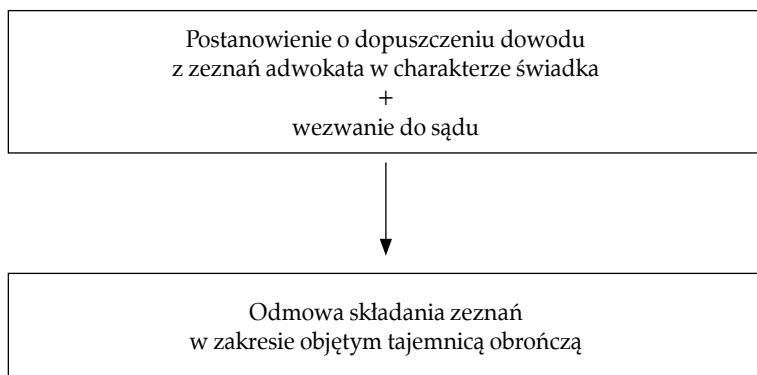 Postanowienie o dopuszczeniu dowodu
z zeznań adwokata w charakterze świadka
+
wezwanie do sądu
Odmowa składania zeznań
w zakresie objętym tajemnicą obrończą